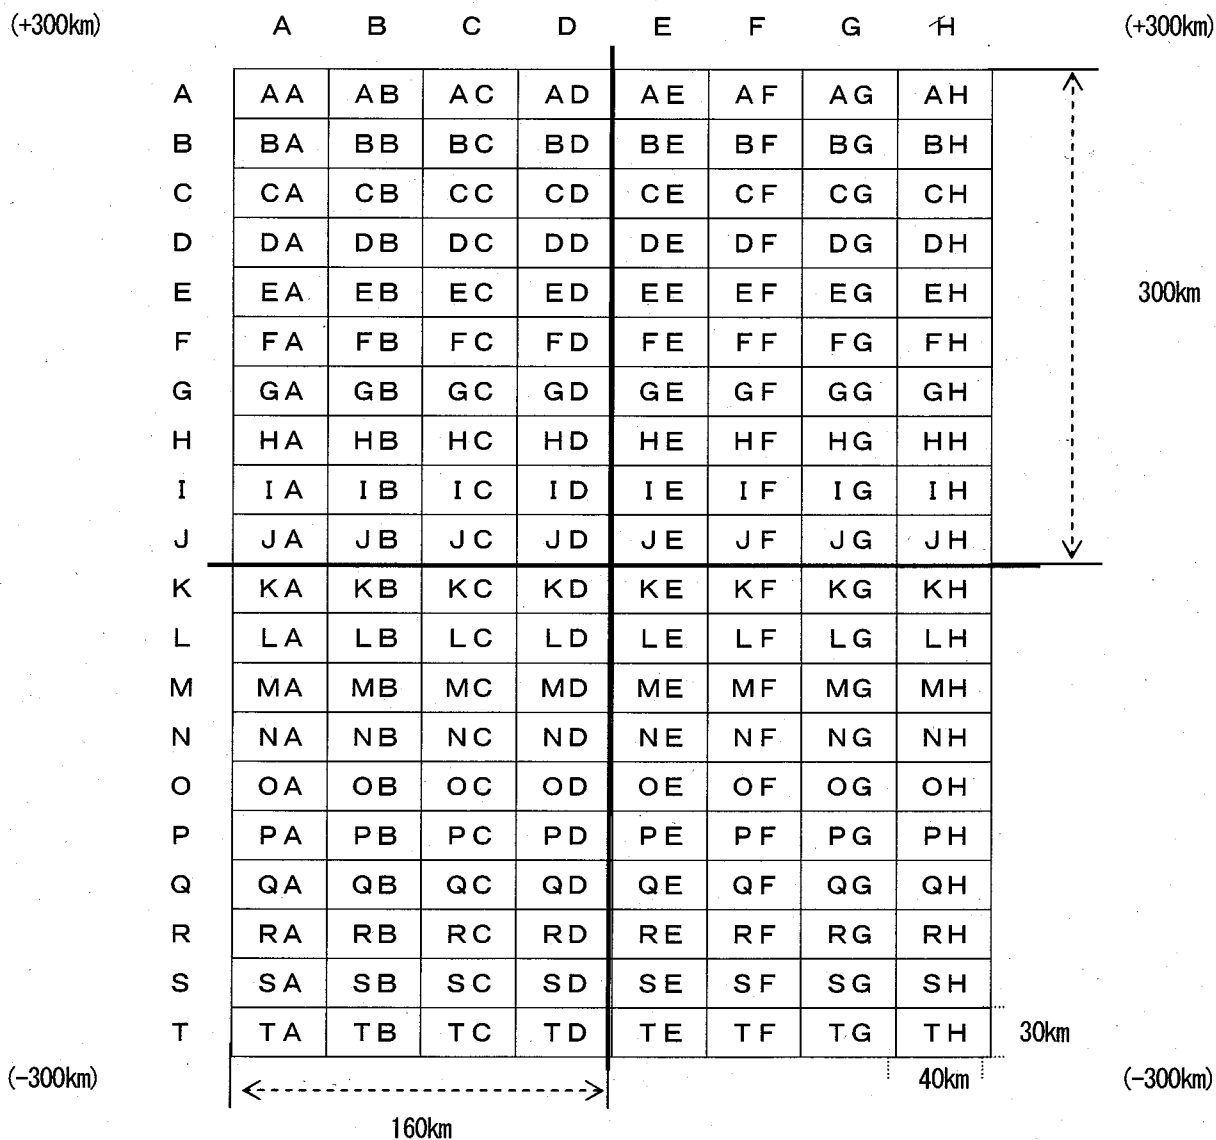 (+300km) A B C D E F G H (+300km)
A AA AB AC AD AE AF AG AH
B BA BB BC BD BE BF BG BH
C CA CB CC CD CE CF CG CH
D DA DB DC DD DE DF DG DH
E EA EB EC ED EE EF EG EH 300km
F FA FB FC FD FE FF FG FH
G GA GB GC GD GE GF GG GH
H HA HB HC HD HE HF HG HH
I IA IB IC ID IE IF IG IH
J JA JB JC JD JE JF JG JH
K KA KB KC KD KE KF KG KH
L LA LB LC LD LE LF LG LH
M MA MB MC MD ME MF MG MH
N NA NB NC ND NE NF NG NH
O OA OB OC OD OE OF OG OH
P PA PB PC PD PE PF PG PH
Q QA QB QC QD QE QF QG QH
R RA RB RC RD RE RF RG RH
S SA SB SC SD SE SF SG SH
T TA TB TC TD TE TF TG TH 30km
(-300km) 40km (-300km)
160km